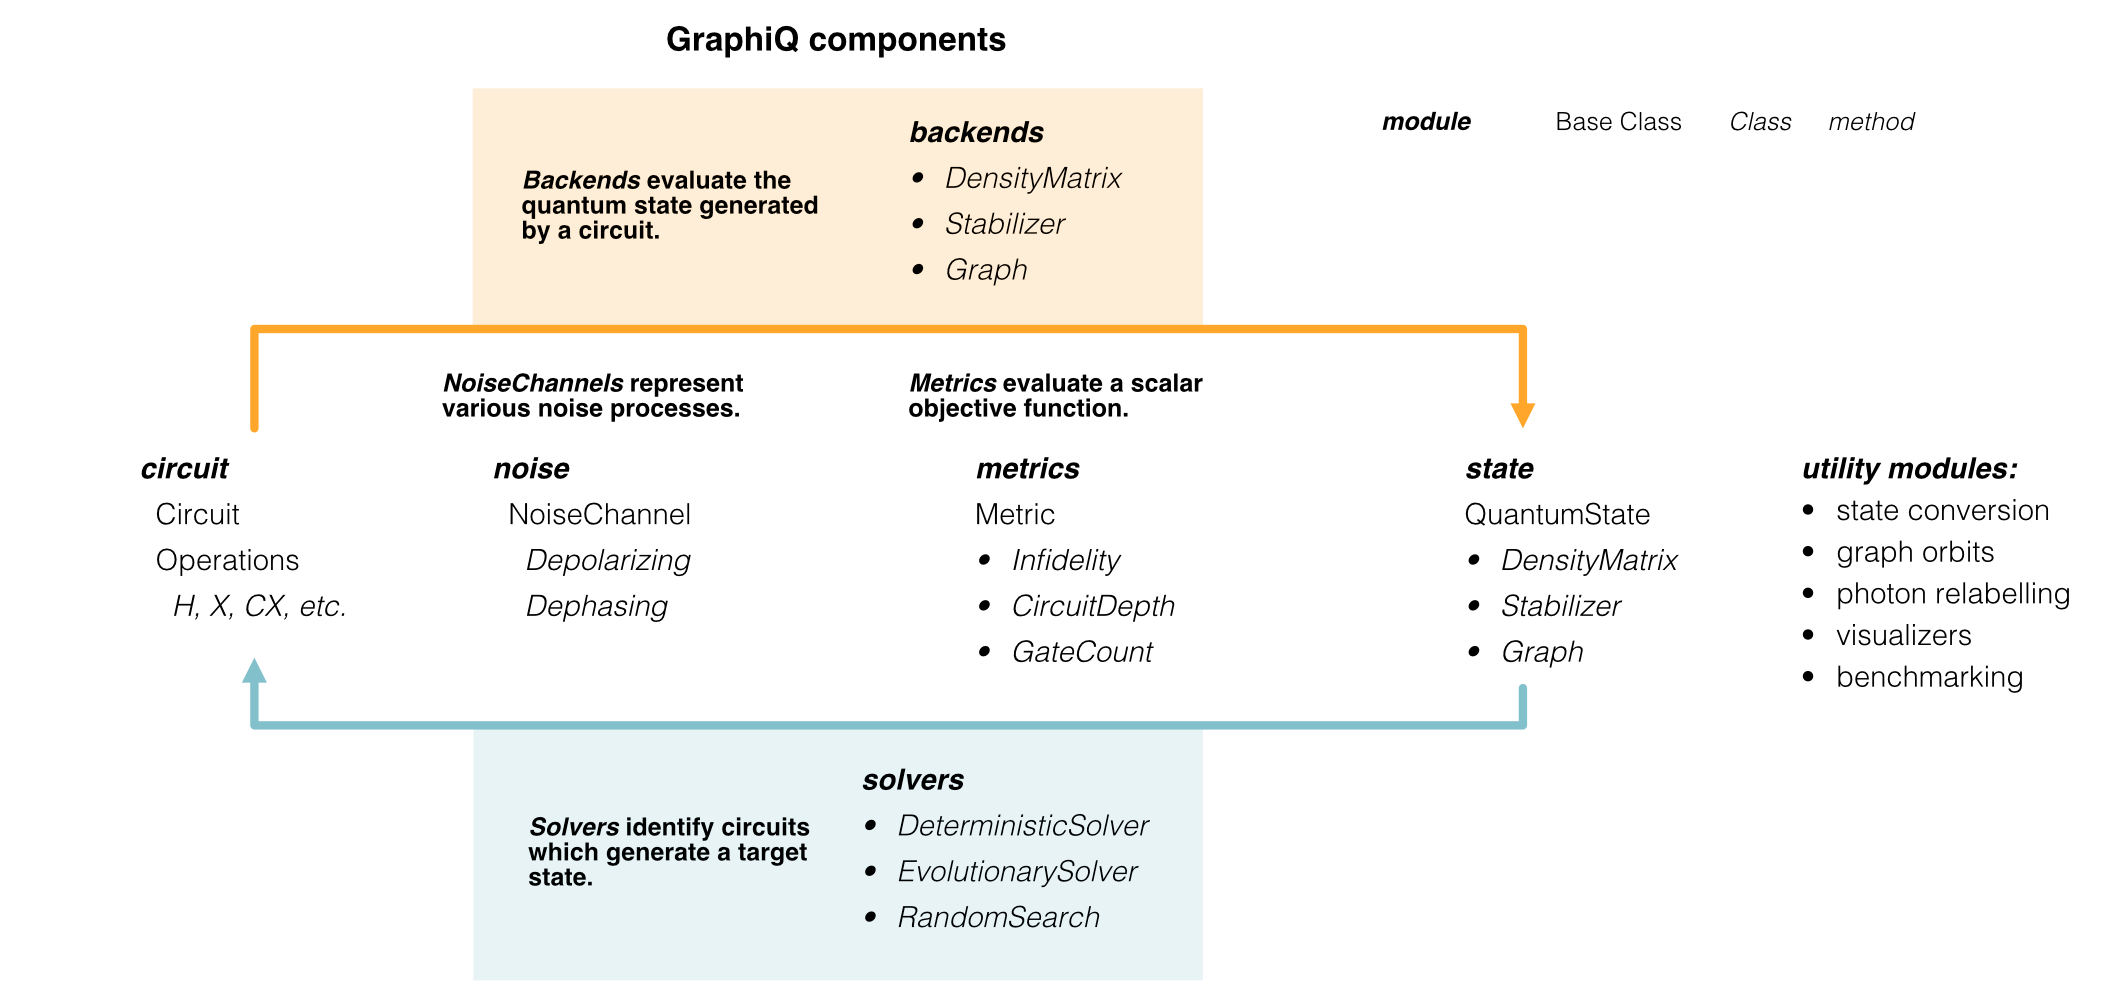 GraphiQ components
module Base Class Class method
backends
• DensityMatrix
• Stabilizer
• Graph
Backends evaluate the
quantum state generated
by a circuit.
NoiseChannels represent
various noise processes.
Metrics evaluate a scalar
objective function.
circuit
Circuit
Operations
H, X, CX, etc.
noise
NoiseChannel
Depolarizing
Dephasing
metrics
Metric
• Infidelity
• CircuitDepth
• GateCount
state
QuantumState
• DensityMatrix
• Stabilizer
• Graph
utility modules:
• state conversion
• graph orbits
• photon relabelling
• visualizers
• benchmarking
solvers
• DeterministicSolver
• EvolutionarySolver
• RandomSearch
Solvers identify circuits
which generate a target
state.